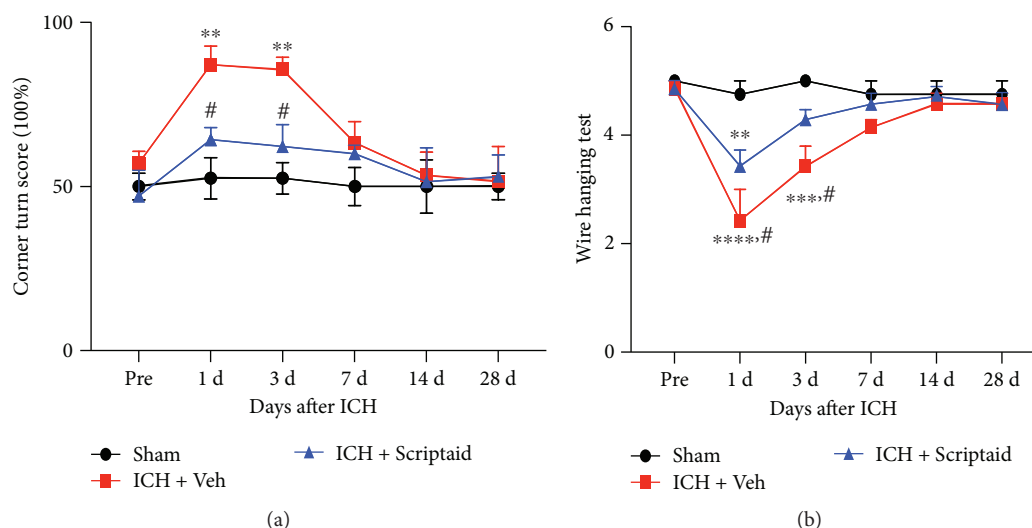 Corner turn score (100%)
100
50
0
**
**
#
#
Pre
1 d
3 d
7 d
14 d
28 d
Days after ICH
Sham
ICH + Scriptaid
ICH + Veh
(a)
Wire hanging test
6
4
2
0
**
***,#
****,#
Pre
1 d
3 d
7 d
14 d
28 d
Days after ICH
Sham
ICH + Scriptaid
ICH + Veh
(b)